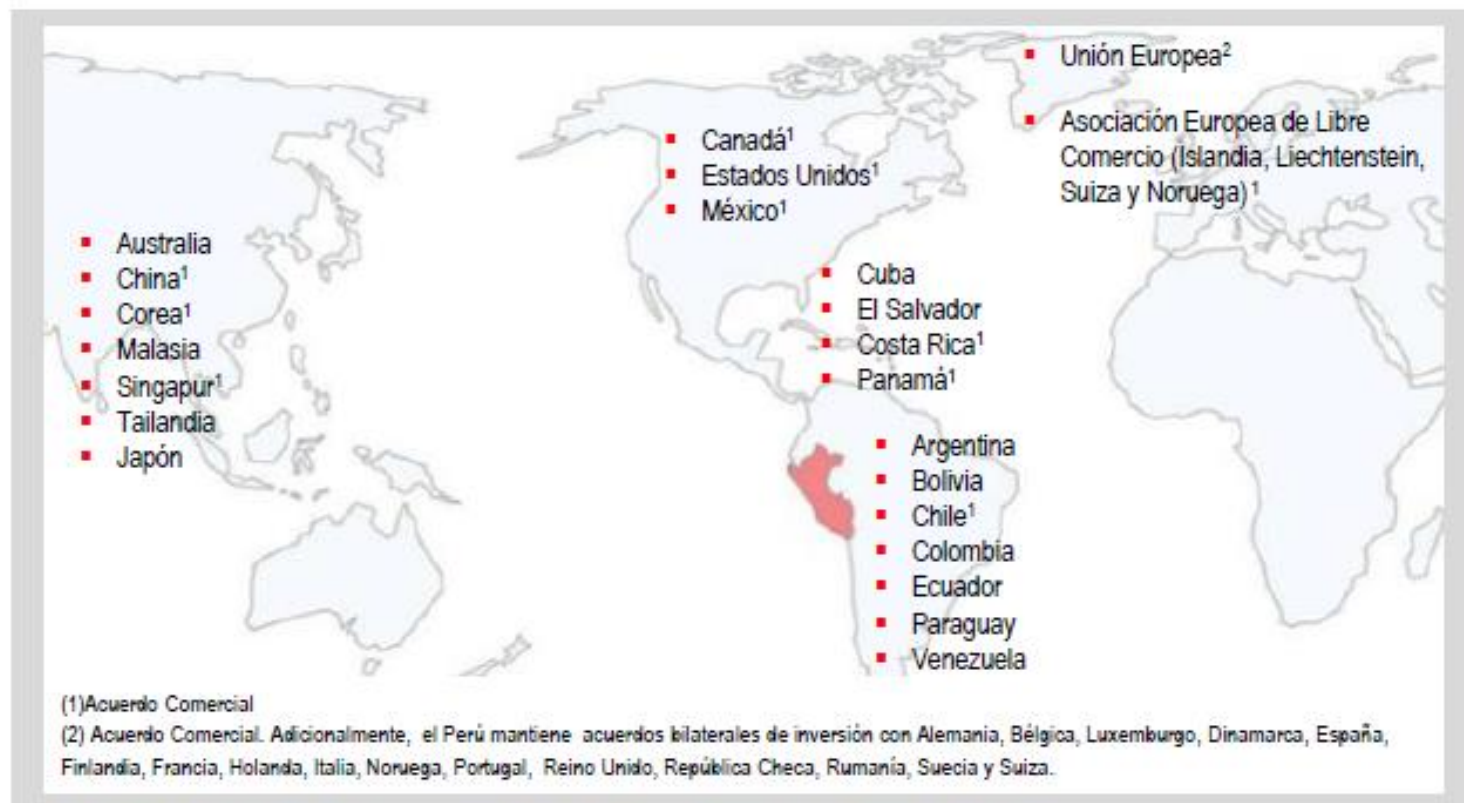 Unión Europea²
Asociación Europea de Libre
Comercio (Islandia, Liechtenstein,
Suiza y Noruega) ¹
Canadá¹
Estados Unidos¹
México¹
Australia
China¹
Corea¹
Malasia
Singapur¹
Tailandia
Japón
Cuba
El Salvador
Costa Rica¹
Panamá¹
Argentina
Bolivia
Chile¹
Colombia
Ecuador
Paraguay
Venezuela
(1)Acuerdo Comercial
(2) Acuerdo Comercial. Adicionalmente, el Perú mantiene acuerdos bilaterales de inversión con Alemania, Bélgica, Luxemburgo, Dinamarca, España,
Finlandia, Francia, Holanda, Italia, Noruega, Portugal, Reino Unido, República Checa, Rumanía, Suecia y Suiza.